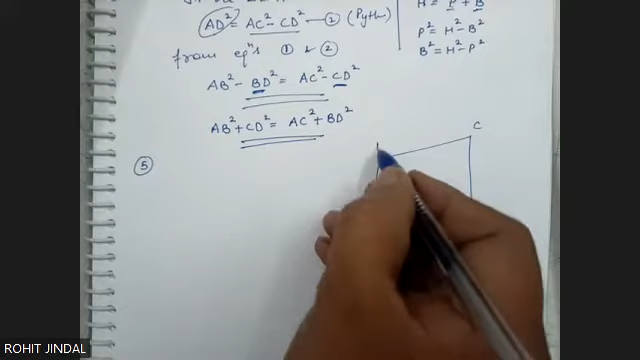 AD² = AC² - CD² — ② (Pyth)
from eqⁿs ① & ②
AB² - BD² = AC² - CD²
AB² + CD² = AC² + BD²
H² = P² + B²
P² = H² - B²
B² = H² - P²
⑤
C
ROHIT JINDAL